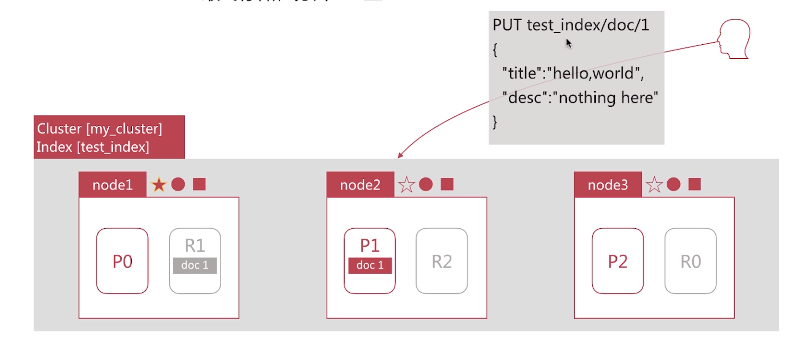 PUT test_index/doc/1
{
"title":"hello,world",
"desc":"nothing here"
}
Cluster [my_cluster]
Index [test_index]
node1
node2
node3
P0
R1
doc 1
P1
doc 1
R2
P2
R0